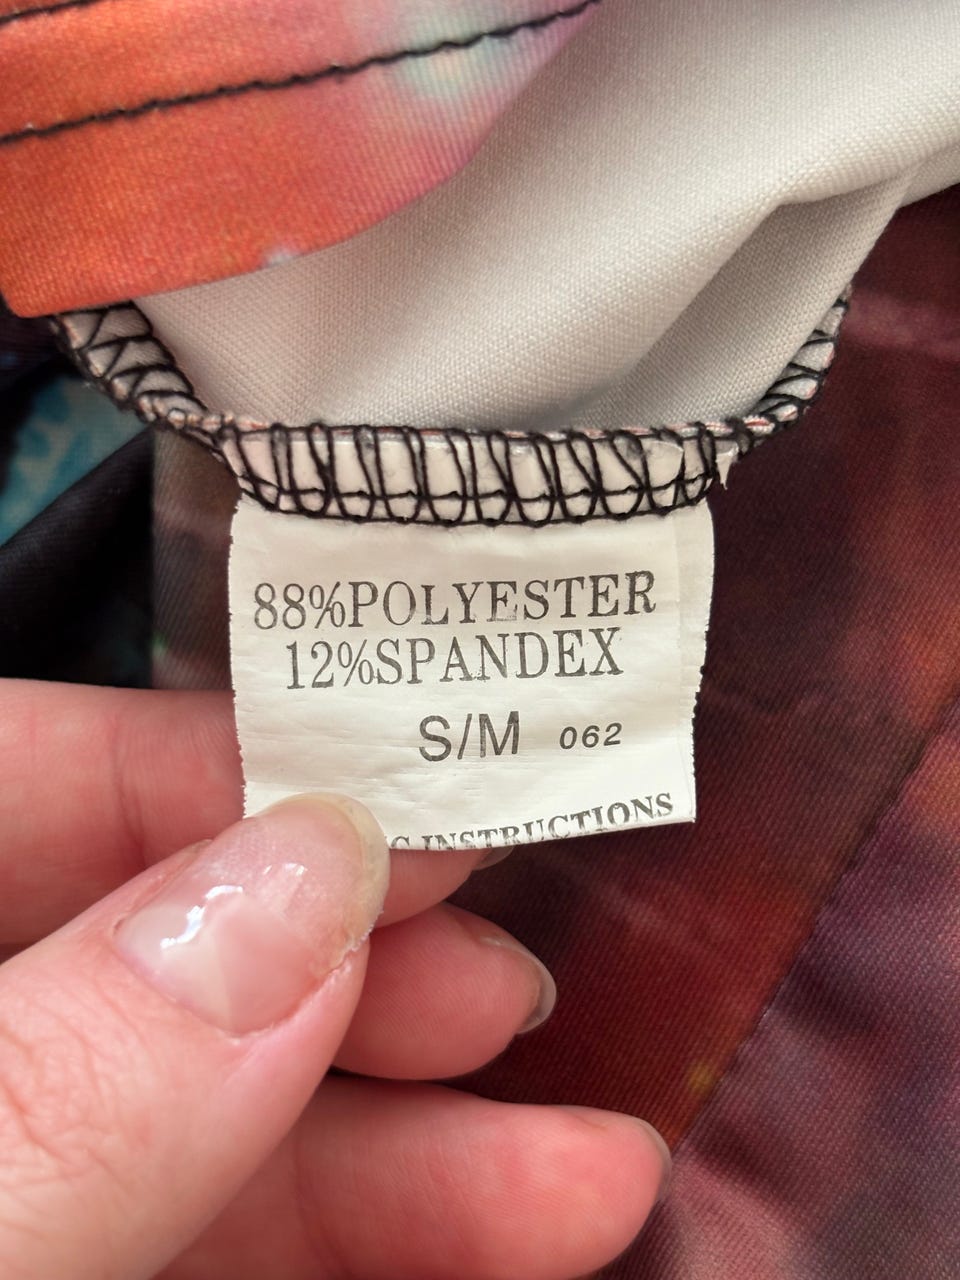 88%POLYESTER
12%SPANDEX
S/M 062
INSTRUCTIONS